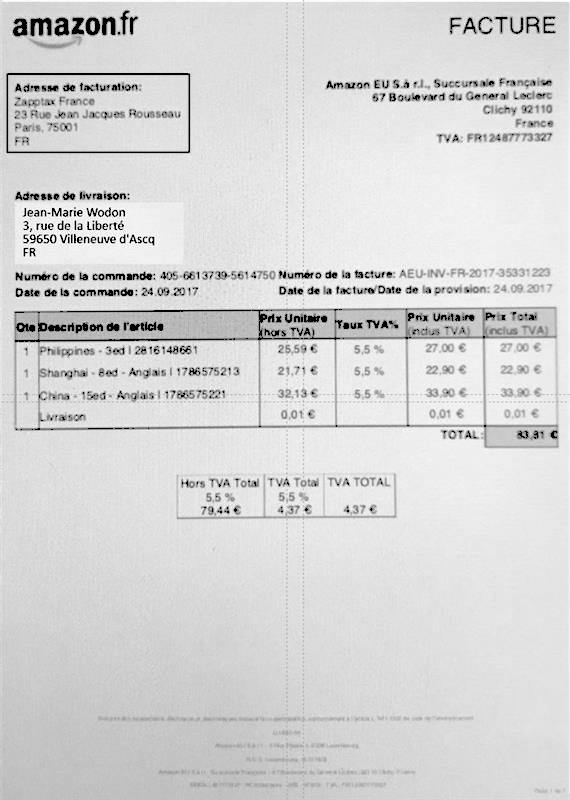 amazon.fr
FACTURE
Adresse de facturation:
Zapptax France
23 Rue Jean Jacques Rousseau
Paris, 75001
FR
Amazon EU S.à r.l., Succursale Française
67 Boulevard du General Leclerc
Clichy 92110
France
TVA: FR12487773327
Adresse de livraison:
Jean-Marie Wodon
3, rue de la Liberté
59650 Villeneuve d'Ascq
FR
Numéro de la commande: 405-6613739-5614750 Numéro de la facture: AEU-INV-FR-2017-35331223
Date de la commande: 24.09.2017 Date de la facture/Date de la provision: 24.09.2017
Qte Description de l'article Prix Unitaire (hors TVA) Taux TVA% Prix Unitaire (inclus TVA) Prix Total (inclus TVA)
1 Philippines - 3ed | 2816148661 25,59 € 5,5 % 27,00 € 27,00 €
1 Shanghai - 8ed - Anglais | 1786575213 21,71 € 5,5 % 22,90 € 22,90 €
1 China - 15ed - Anglais | 1786575221 32,13 € 5,5 % 33,90 € 33,90 €
Livraison 0,01 € 0,01 € 0,01 €
TOTAL: 83,81 €
Hors TVA Total TVA Total TVA TOTAL
5,5 % 5,5 %
79,44 € 4,37 € 4,37 €